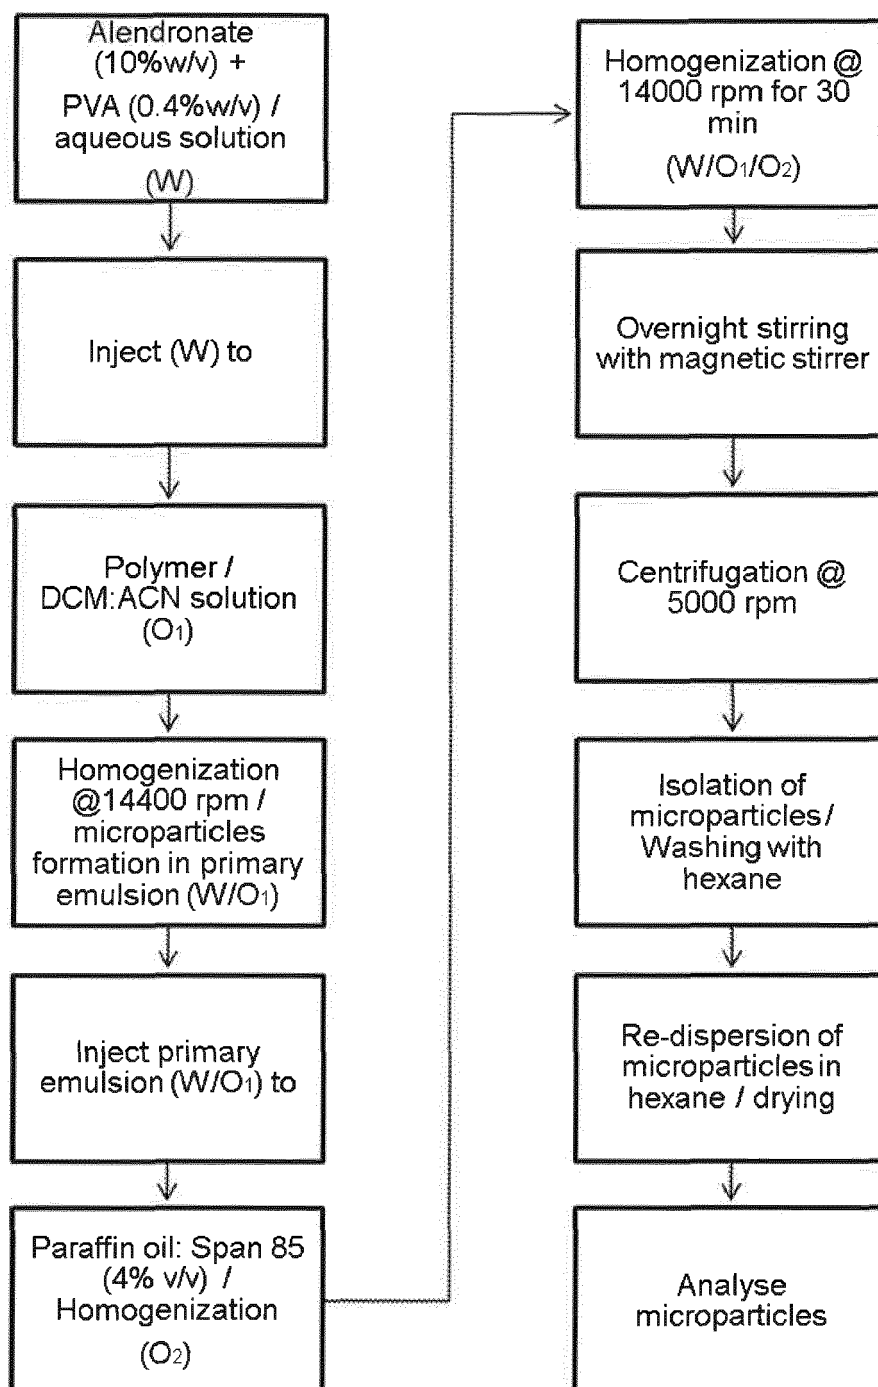 Alendronate
(10%w/v) +
PVA (0.4%w/v) /
aqueous solution
(W)
Inject (W) to
Polymer /
DCM:ACN solution
(O1)
Homogenization
@14400 rpm /
microparticles
formation in primary
emulsion (W/O1)
Inject primary
emulsion (W/O1) to
Paraffin oil: Span 85
(4% v/v) /
Homogenization
(O2)
Homogenization @
14000 rpm for 30
min
(W/O1/O2)
Overnight stirring
with magnetic stirrer
Centrifugation @
5000 rpm
Isolation of
microparticles /
Washing with
hexane
Re-dispersion of
microparticles in
hexane / drying
Analyse
microparticles